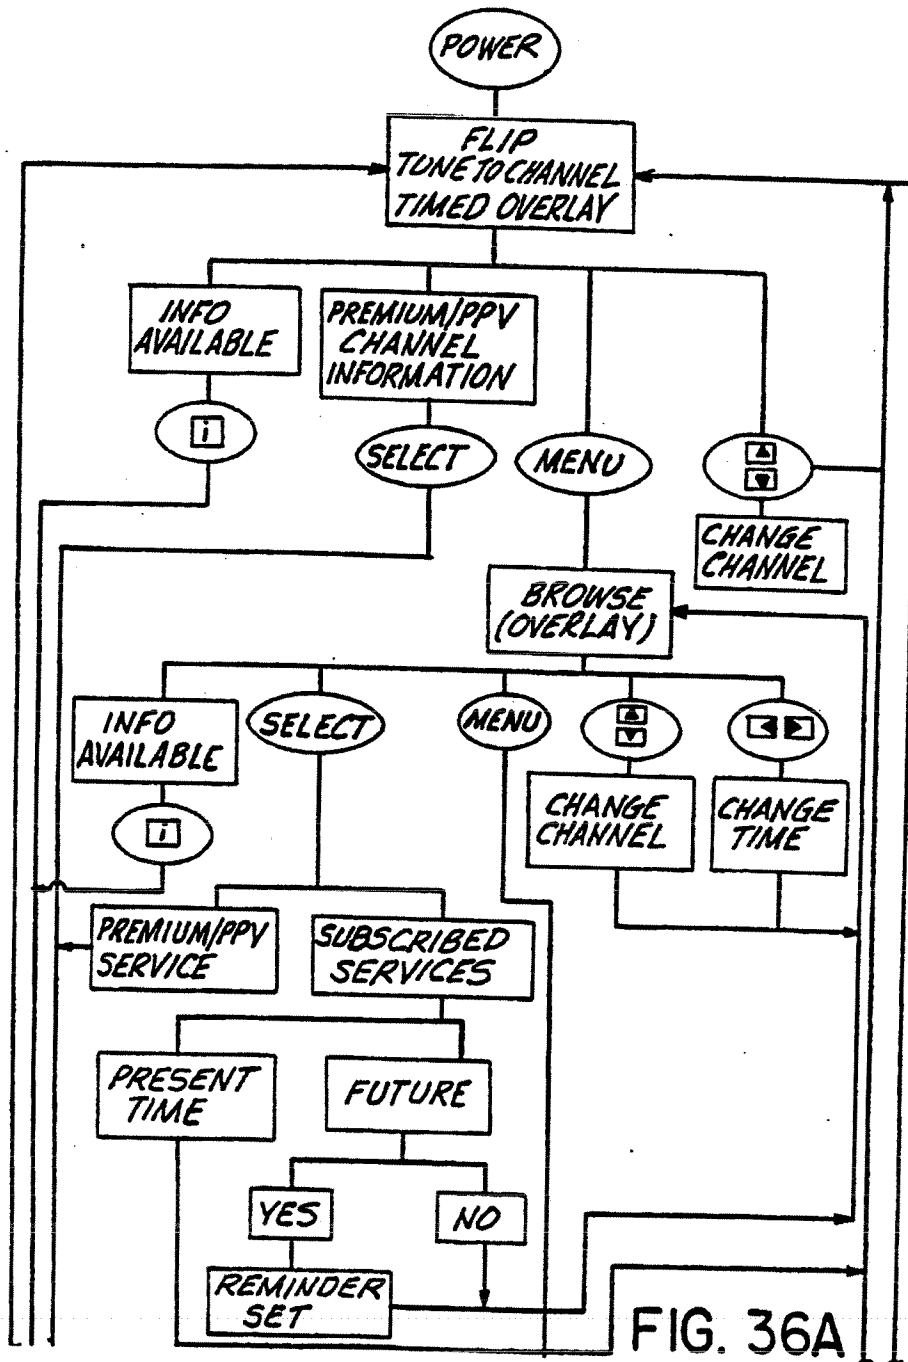 POWER
FLIP
TUNE TO CHANNEL
TIMED OVERLAY
INFO
AVAILABLE
PREMIUM/PPV
CHANNEL
INFORMATION
i
SELECT
MENU
CHANGE
CHANNEL
BROWSE
(OVERLAY)
INFO
AVAILABLE
SELECT
MENU
i
CHANGE
CHANNEL
CHANGE
TIME
PREMIUM/PPV
SERVICE
SUBSCRIBED
SERVICES
PRESENT
TIME
FUTURE
YES
NO
REMINDER
SET
FIG. 36A